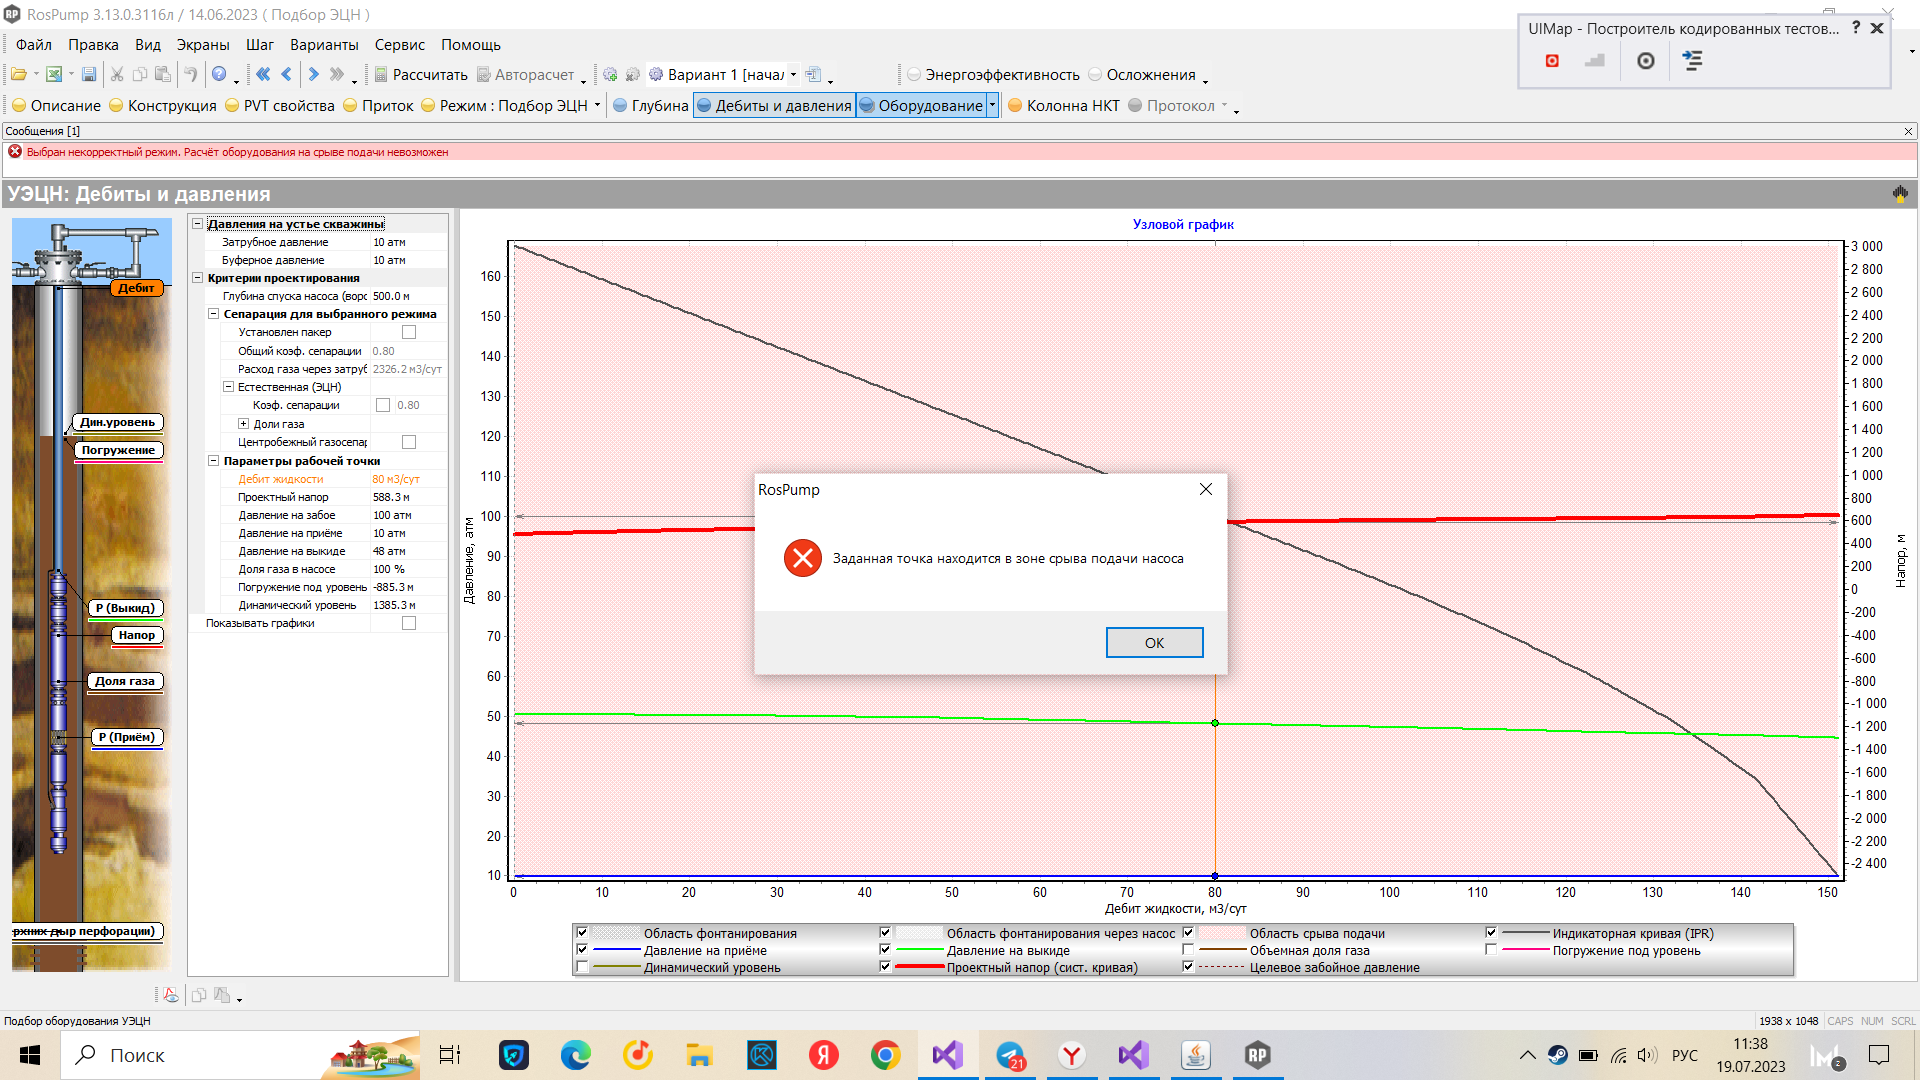 RosPump 3.13.0.3116л / 14.06.2023 ( Подбор ЭЦН )
UIMap - Построитель кодированных тестов...
Файл Правка Вид Экраны Шаг Варианты Сервис Помощь
Рассчитать Авторасчет Вариант 1 [начал Энергоэффективность Осложнения
Описание Конструкция PVT свойства Приток Режим : Подбор ЭЦН Глубина Дебиты и давления Оборудование Колонна НКТ Протокол
Сообщения [1]
Выбран некорректный режим. Расчёт оборудования на срыве подачи невозможен
УЭЦН: Дебиты и давления
Дебит
Дин.уровень
Погружение
P (Выкид)
Напор
Доля газа
P (Приём)
рхних дыр перфорации)
Давления на устье скважины
Затрубное давление 10 атм
Буферное давление 10 атм
Критерии проектирования
Глубина спуска насоса (ворс 500.0 м
Сепарация для выбранного режима
Установлен пакер
Общий коэф. сепарации 0.80
Расход газа через затруб 2326.2 м3/сут
Естественная (ЭЦН)
Коэф. сепарации 0.80
Доли газа
Центробежный газосепар
Параметры рабочей точки
Дебит жидкости 80 м3/сут
Проектный напор 588.3 м
Давление на забое 100 атм
Давление на приёме 10 атм
Давление на выкиде 48 атм
Доля газа в насосе 100 %
Погружение под уровень -885.3 м
Динамический уровень 1385.3 м
Показывать графики
Узловой график
Давление, атм
160
150
140
130
120
110
100
90
80
70
60
50
40
30
20
10
0 10 20 30 40 50 60 70 80 90 100 110 120 130 140 150
Дебит жидкости, м3/сут
3 000
2 800
2 600
2 400
2 200
2 000
1 800
1 600
1 400
1 200
1 000
800
600
400
200
0
-200
-400
-600
-800
-1 000
-1 200
-1 400
-1 600
-1 800
-2 000
-2 200
-2 400
Напор, м
RosPump
Заданная точка находится в зоне срыва подачи насоса
OK
Область фонтанирования Область фонтанирования через насос Область срыва подачи Индикаторная кривая (IPR)
Давление на приёме Давление на выкиде Объемная доля газа Погружение под уровень
Динамический уровень Проектный напор (сист. кривая) Целевое забойное давление
Подбор оборудования УЭЦН
1938 x 1048 CAPS NUM SCRL
Поиск
21
РУС
11:38
19.07.2023
2